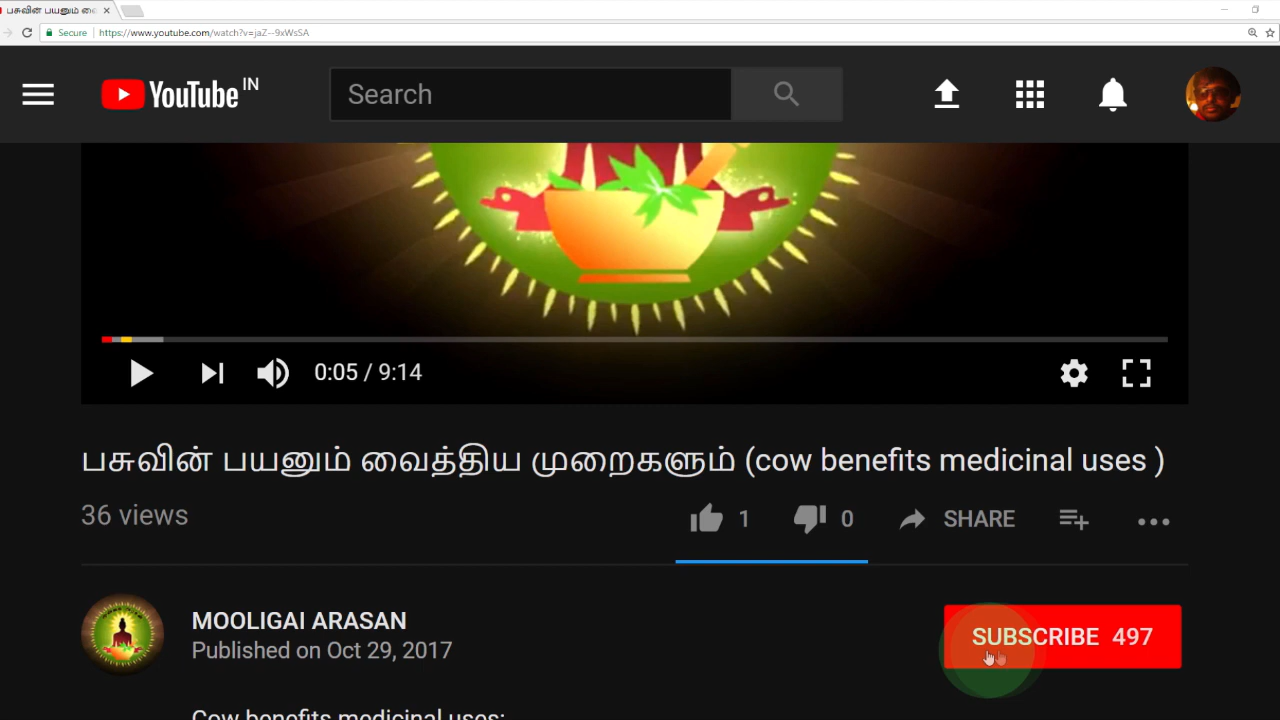 பசுவின் பயனும் வை
Secure https://www.youtube.com/watch?v=jaZ--9xWsSA
YouTube IN
Search
0:05 / 9:14
பசுவின் பயனும் வைத்திய முறைகளும் (cow benefits medicinal uses )
36 views
1 0 SHARE
MOOLIGAI ARASAN
SUBSCRIBE 497
Published on Oct 29, 2017
Cow benefits medicinal uses: